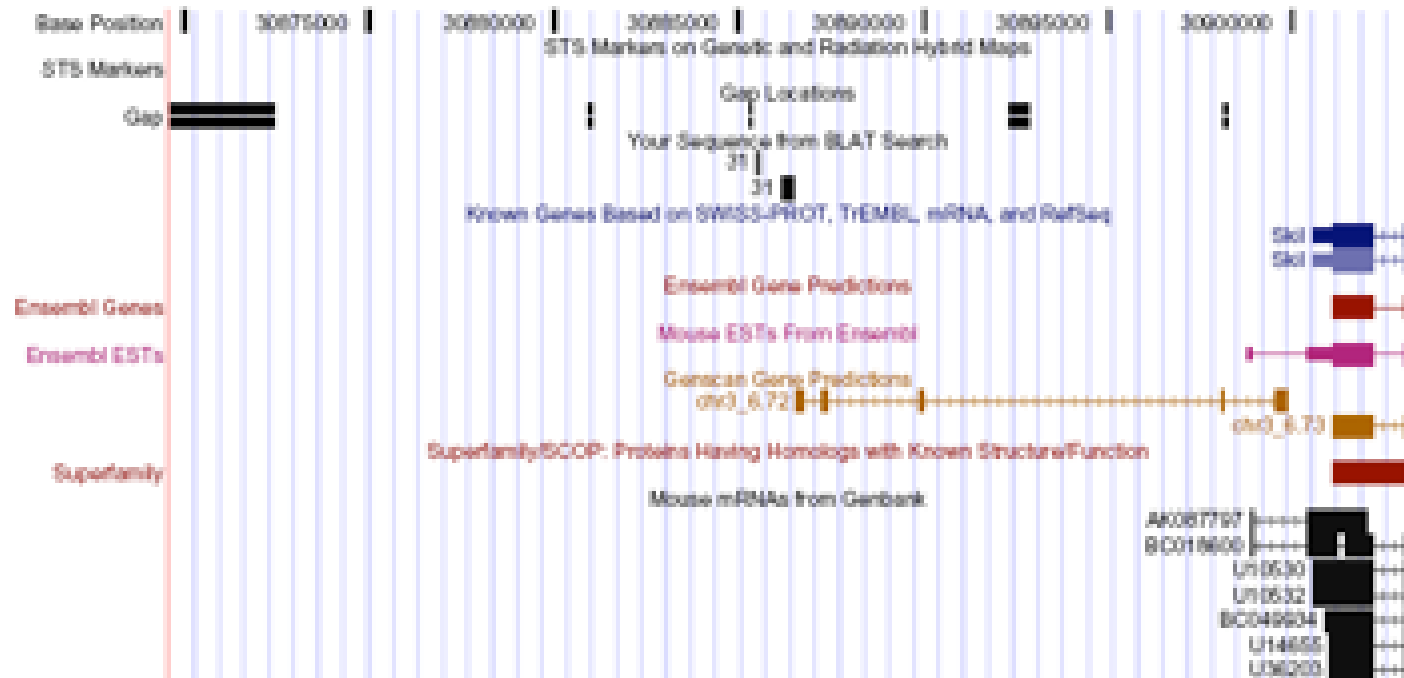 Base Position 30875000 30880000 30885000 30890000 30895000 30900000
STS Markers on Genetic and Radiation Hybrid Maps
STS Markers
Gap Locations
Gap
Your Sequence from BLAT Search
31
Known Genes Based on SWISS-PROT, TrEMBL, mRNA, and RefSeq
Skil
Skil
Ensembl Gene Predictions
Ensembl Genes
Mouse ESTs From Ensembl
Ensembl ESTs
Genscan Gene Predictions
chr3_6.72
chr3_6.73
Superfamily/SCOP: Proteins Having Homologs with Known Structure/Function
Superfamily
Mouse mRNAs from Genbank
AK087797
BC018600
U10530
U10532
BC049934
U14655
U36203